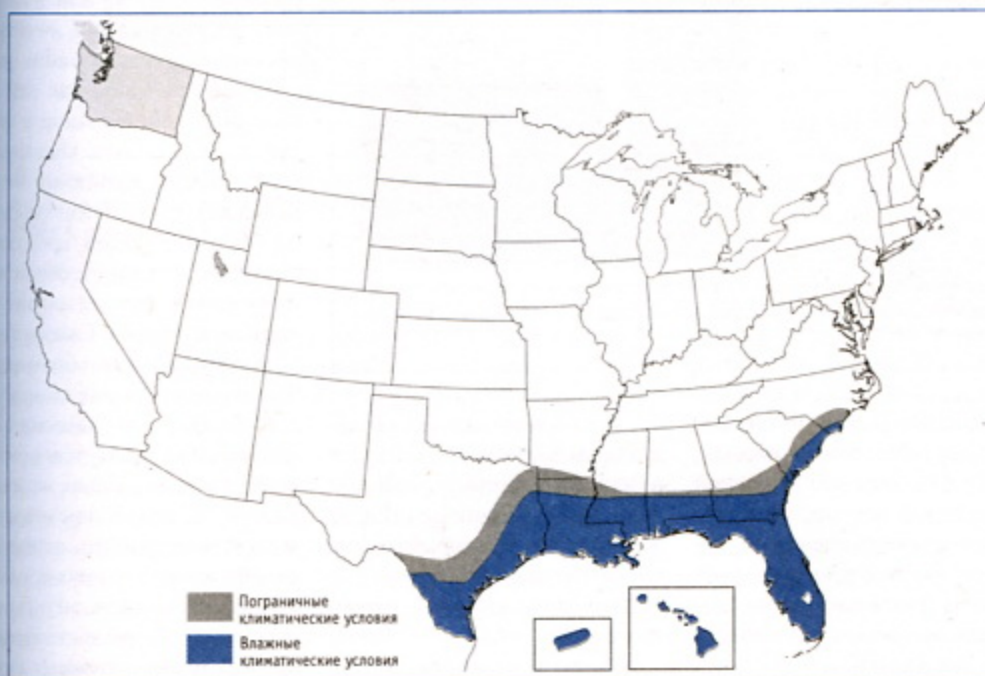 Пограничные
климатические условия
Влажные
климатические условия